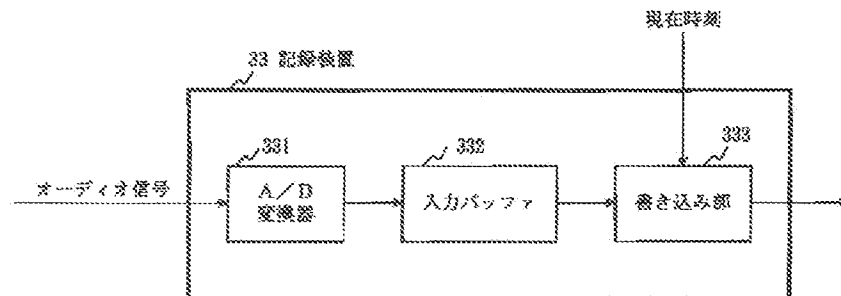 現在時刻
33 記録装置
331
332
333
オーディオ信号
A/D
変換器
入力バッファ
書き込み部